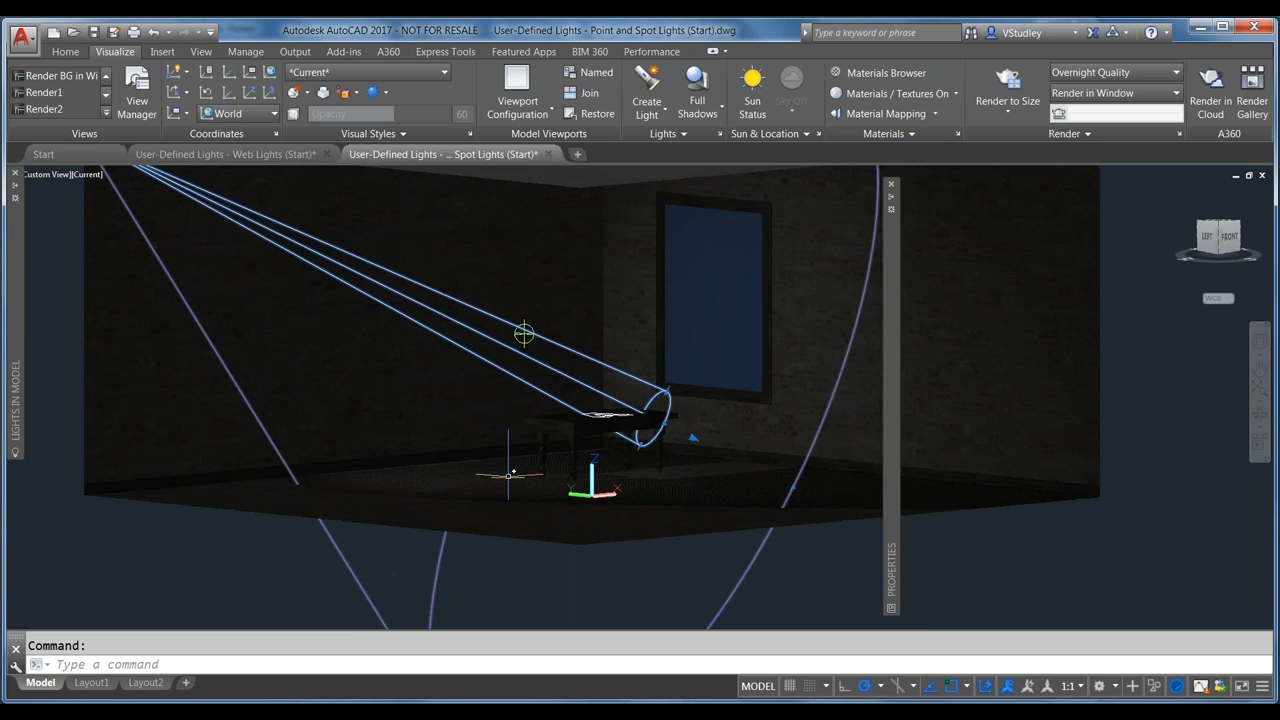 Autodesk AutoCAD 2017 - NOT FOR RESALE User-Defined Lights - Point and Spot Lights (Start).dwg
Type a keyword or phrase
VStudley
Home Visualize Insert View Manage Output Add-ins A360 Express Tools Featured Apps BIM 360 Performance
Render BG in Wi
Render1
Render2
View
Manager
World
*Current*
Opacity 60
Viewport
Configuration
Named
Join
Restore
Create
Light
Full
Shadows
Sun
Status
Sky Off
Materials Browser
Materials / Textures On
Material Mapping
Render to Size
Overnight Quality
Render in Window
Render in
Cloud
Render
Gallery
Views Coordinates Visual Styles Model Viewports Lights Sun & Location Materials Render A360
Start User-Defined Lights - Web Lights (Start)* User-Defined Lights - ... Spot Lights (Start)*
Custom View][Current]
LEFT FRONT
WCS
LIGHTS IN MODEL
PROPERTIES
Z
Y X
Command:
Type a command
Model Layout1 Layout2
MODEL 1:1